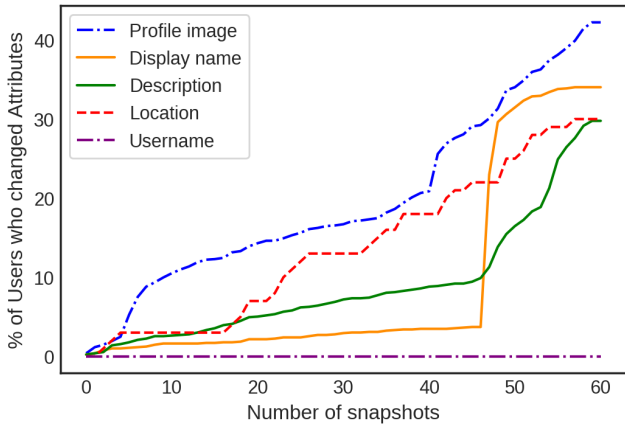 % of Users who changed Attributes
40
30
20
10
0
Profile image
Display name
Description
Location
Username
0 10 20 30 40 50 60
Number of snapshots